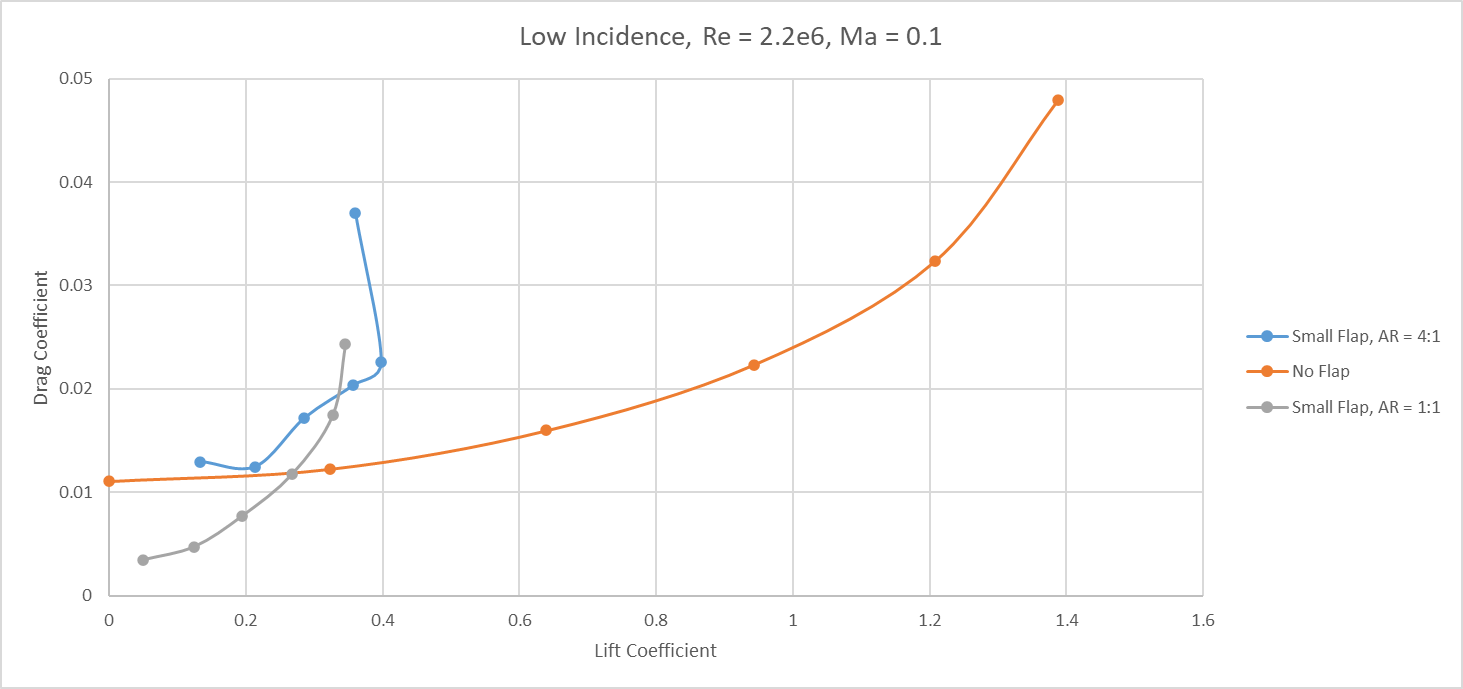 Low Incidence, Re = 2.2e6, Ma = 0.1
0.05
0.04
0.03
0.02
0.01
0
Drag Coefficient
0 0.2 0.4 0.6 0.8 1 1.2 1.4 1.6
Lift Coefficient
Small Flap, AR = 4:1
No Flap
Small Flap, AR = 1:1